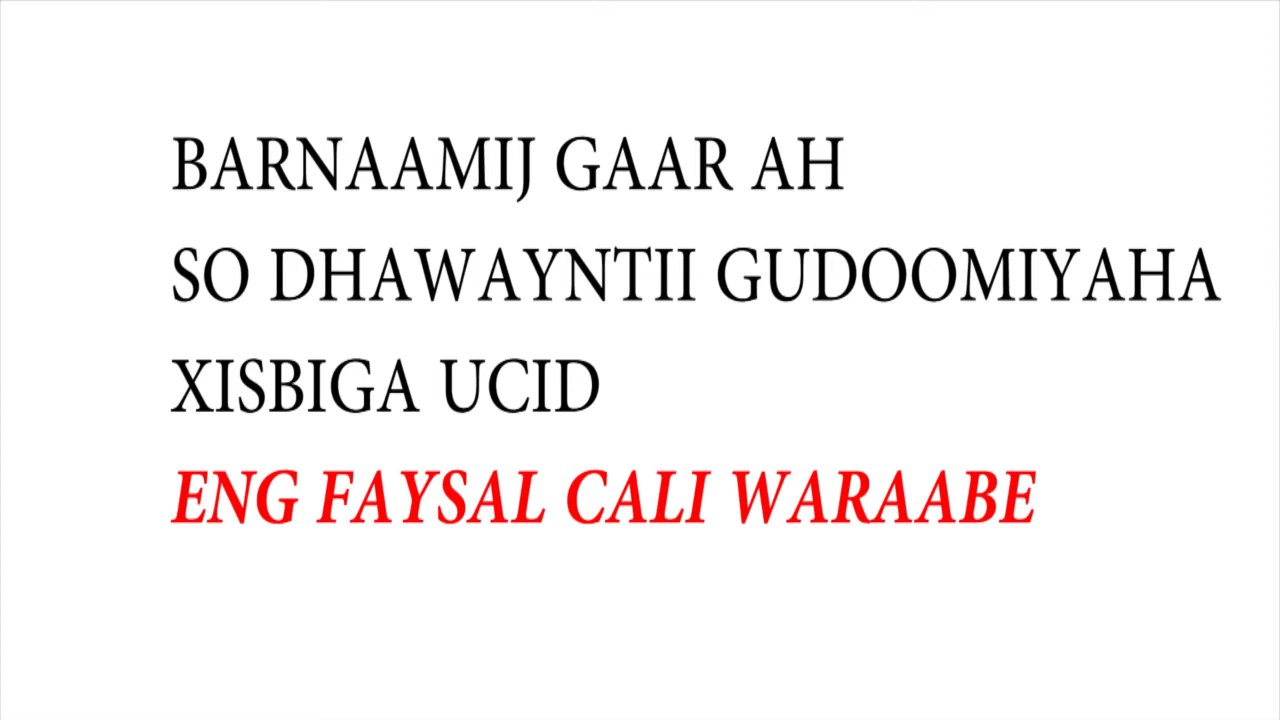 BARNAAMIJ GAAR AH
SO DHAWAYNTII GUDOOMIYAHA
XISBIGA UCID
ENG FAYSAL CALI WARAABE